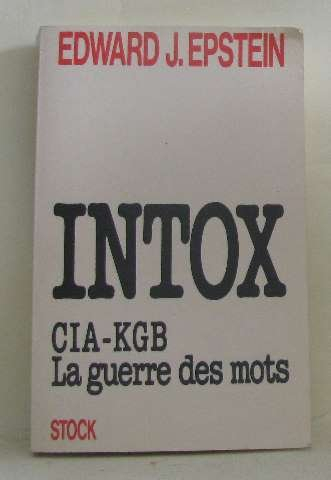 EDWARD J. EPSTEIN
INTOX
CIA-KGB
La guerre des mots
STOCK